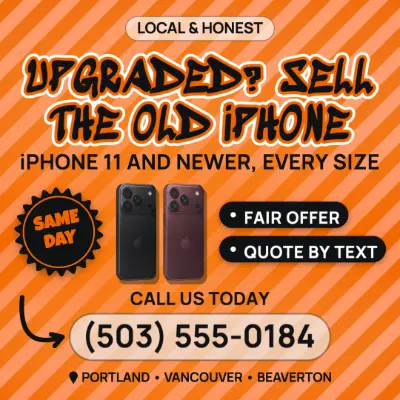 LOCAL & HONEST
UPGRADED? SELL
THE OLD iPHONE
iPHONE 11 AND NEWER, EVERY SIZE
SAME
DAY
• FAIR OFFER
• QUOTE BY TEXT
CALL US TODAY
(503) 555-0184
PORTLAND • VANCOUVER • BEAVERTON